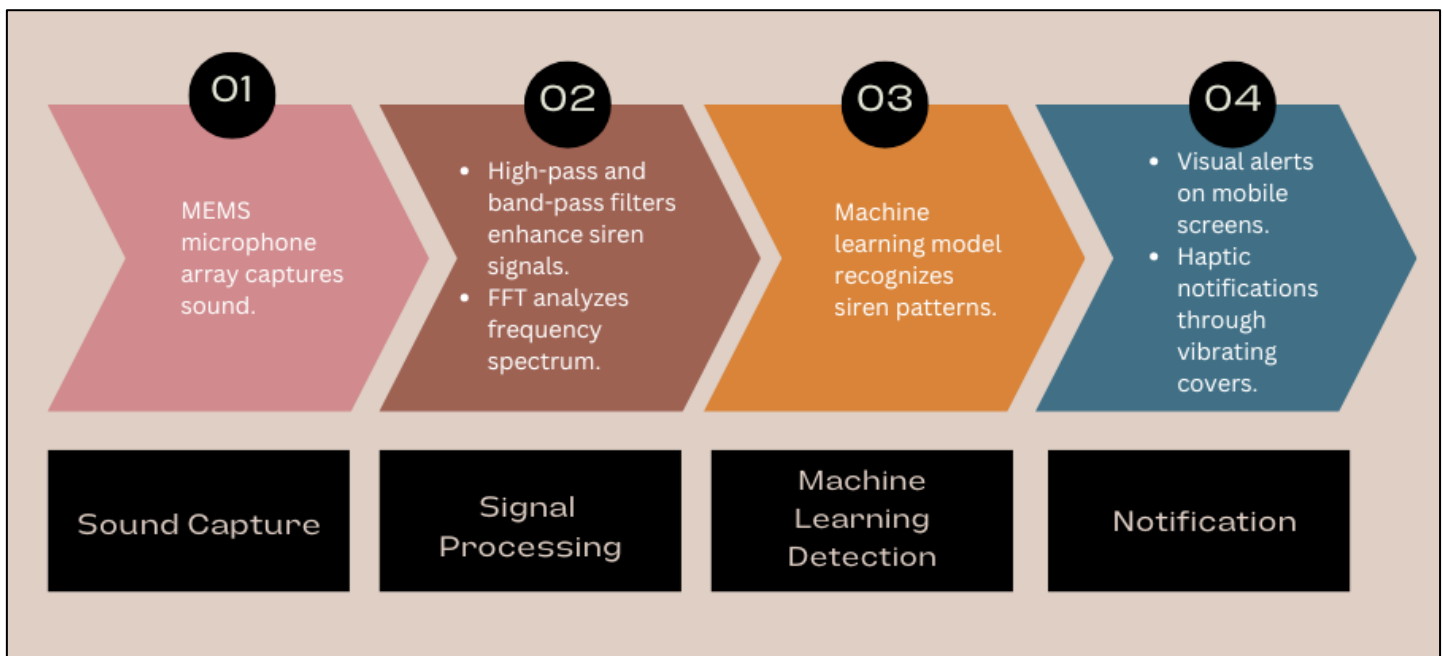 01
MEMS
microphone
array captures
sound.
02
• High-pass and
band-pass filters
enhance siren
signals.
• FFT analyzes
frequency
spectrum.
03
Machine
learning model
recognizes
siren patterns.
04
• Visual alerts
on mobile
screens.
• Haptic
notifications
through
vibrating
covers.
Sound Capture
Signal
Processing
Machine
Learning
Detection
Notification